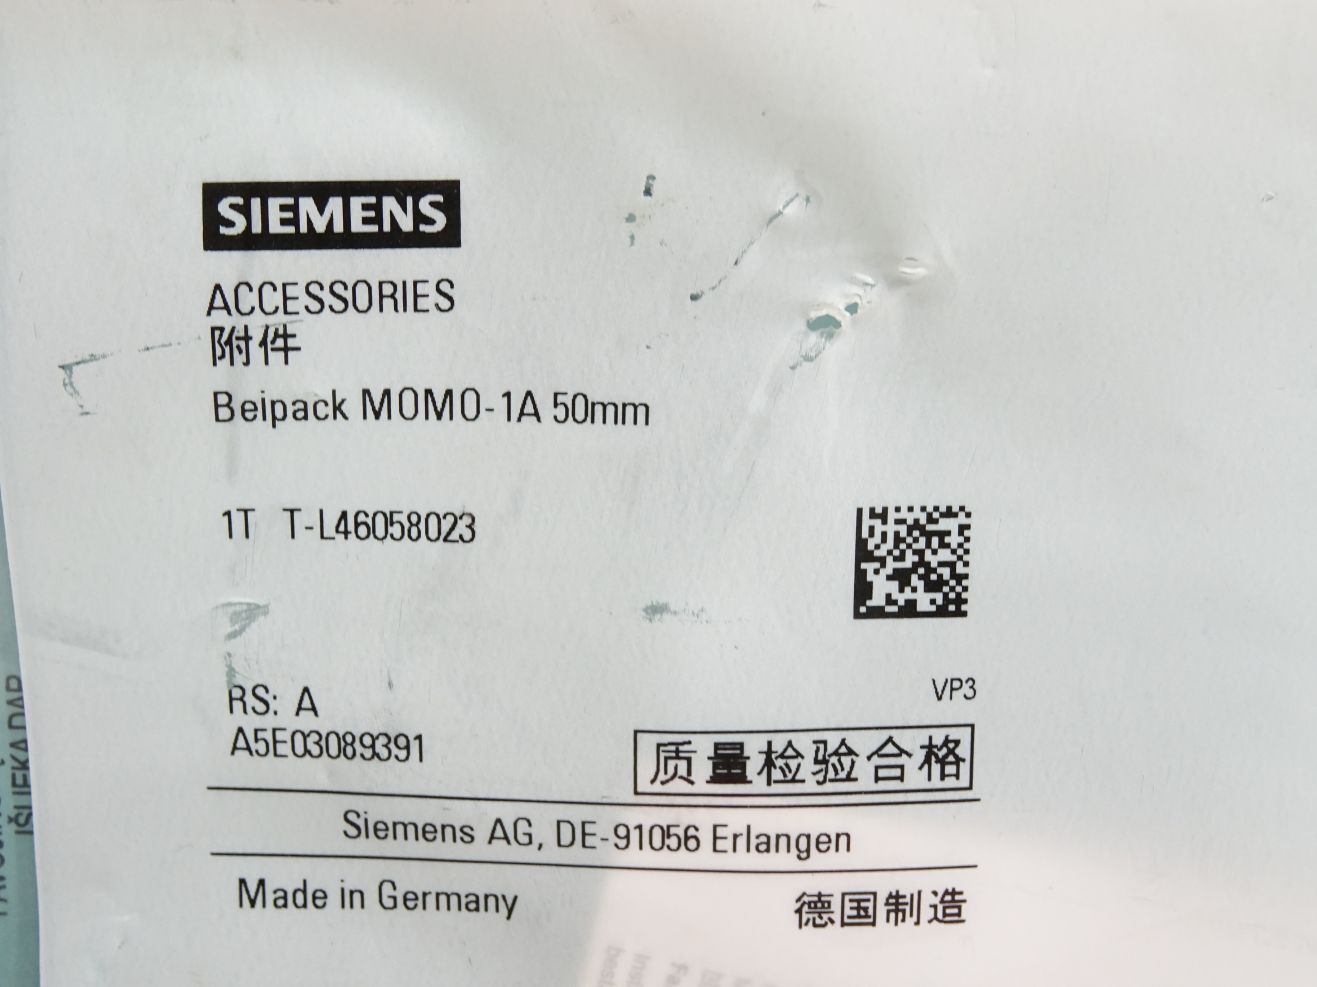 SIEMENS
ACCESSORIES
附件
Beipack MOMO-1A 50mm
1T T-L46058023
RS: A
VP3
A5E03089391
质量检验合格
Siemens AG, DE-91056 Erlangen
Made in Germany 德国制造